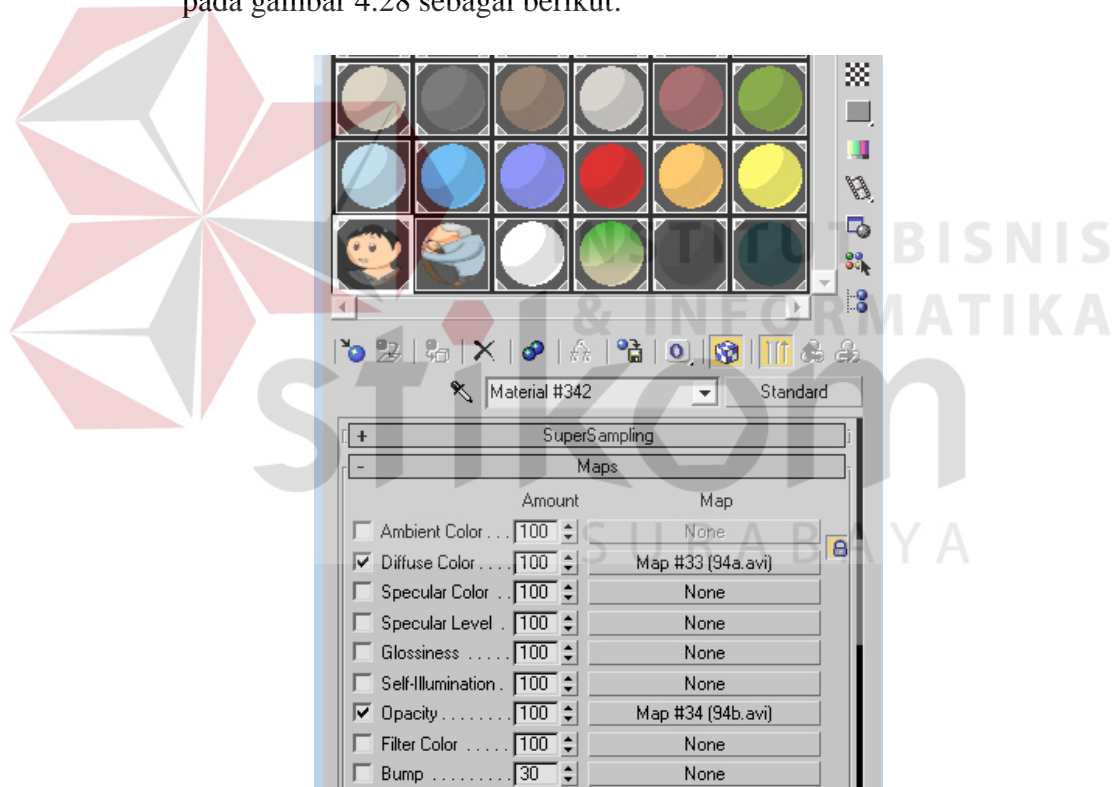 pada gambar 4.28 sebagai berikut.
INSTITUT BISNIS
& INFORMATIKA
stikom
SURABAYA
Material #342
Standard
+ SuperSampling
- Maps
Amount Map
Ambient Color . . . 100 None
Diffuse Color . . . . 100 Map #33 (94a.avi)
Specular Color . . 100 None
Specular Level . 100 None
Glossiness . . . . . 100 None
Self-Illumination . 100 None
Opacity . . . . . . . . 100 Map #34 (94b.avi)
Filter Color . . . . . 100 None
Bump . . . . . . . . . 30 None